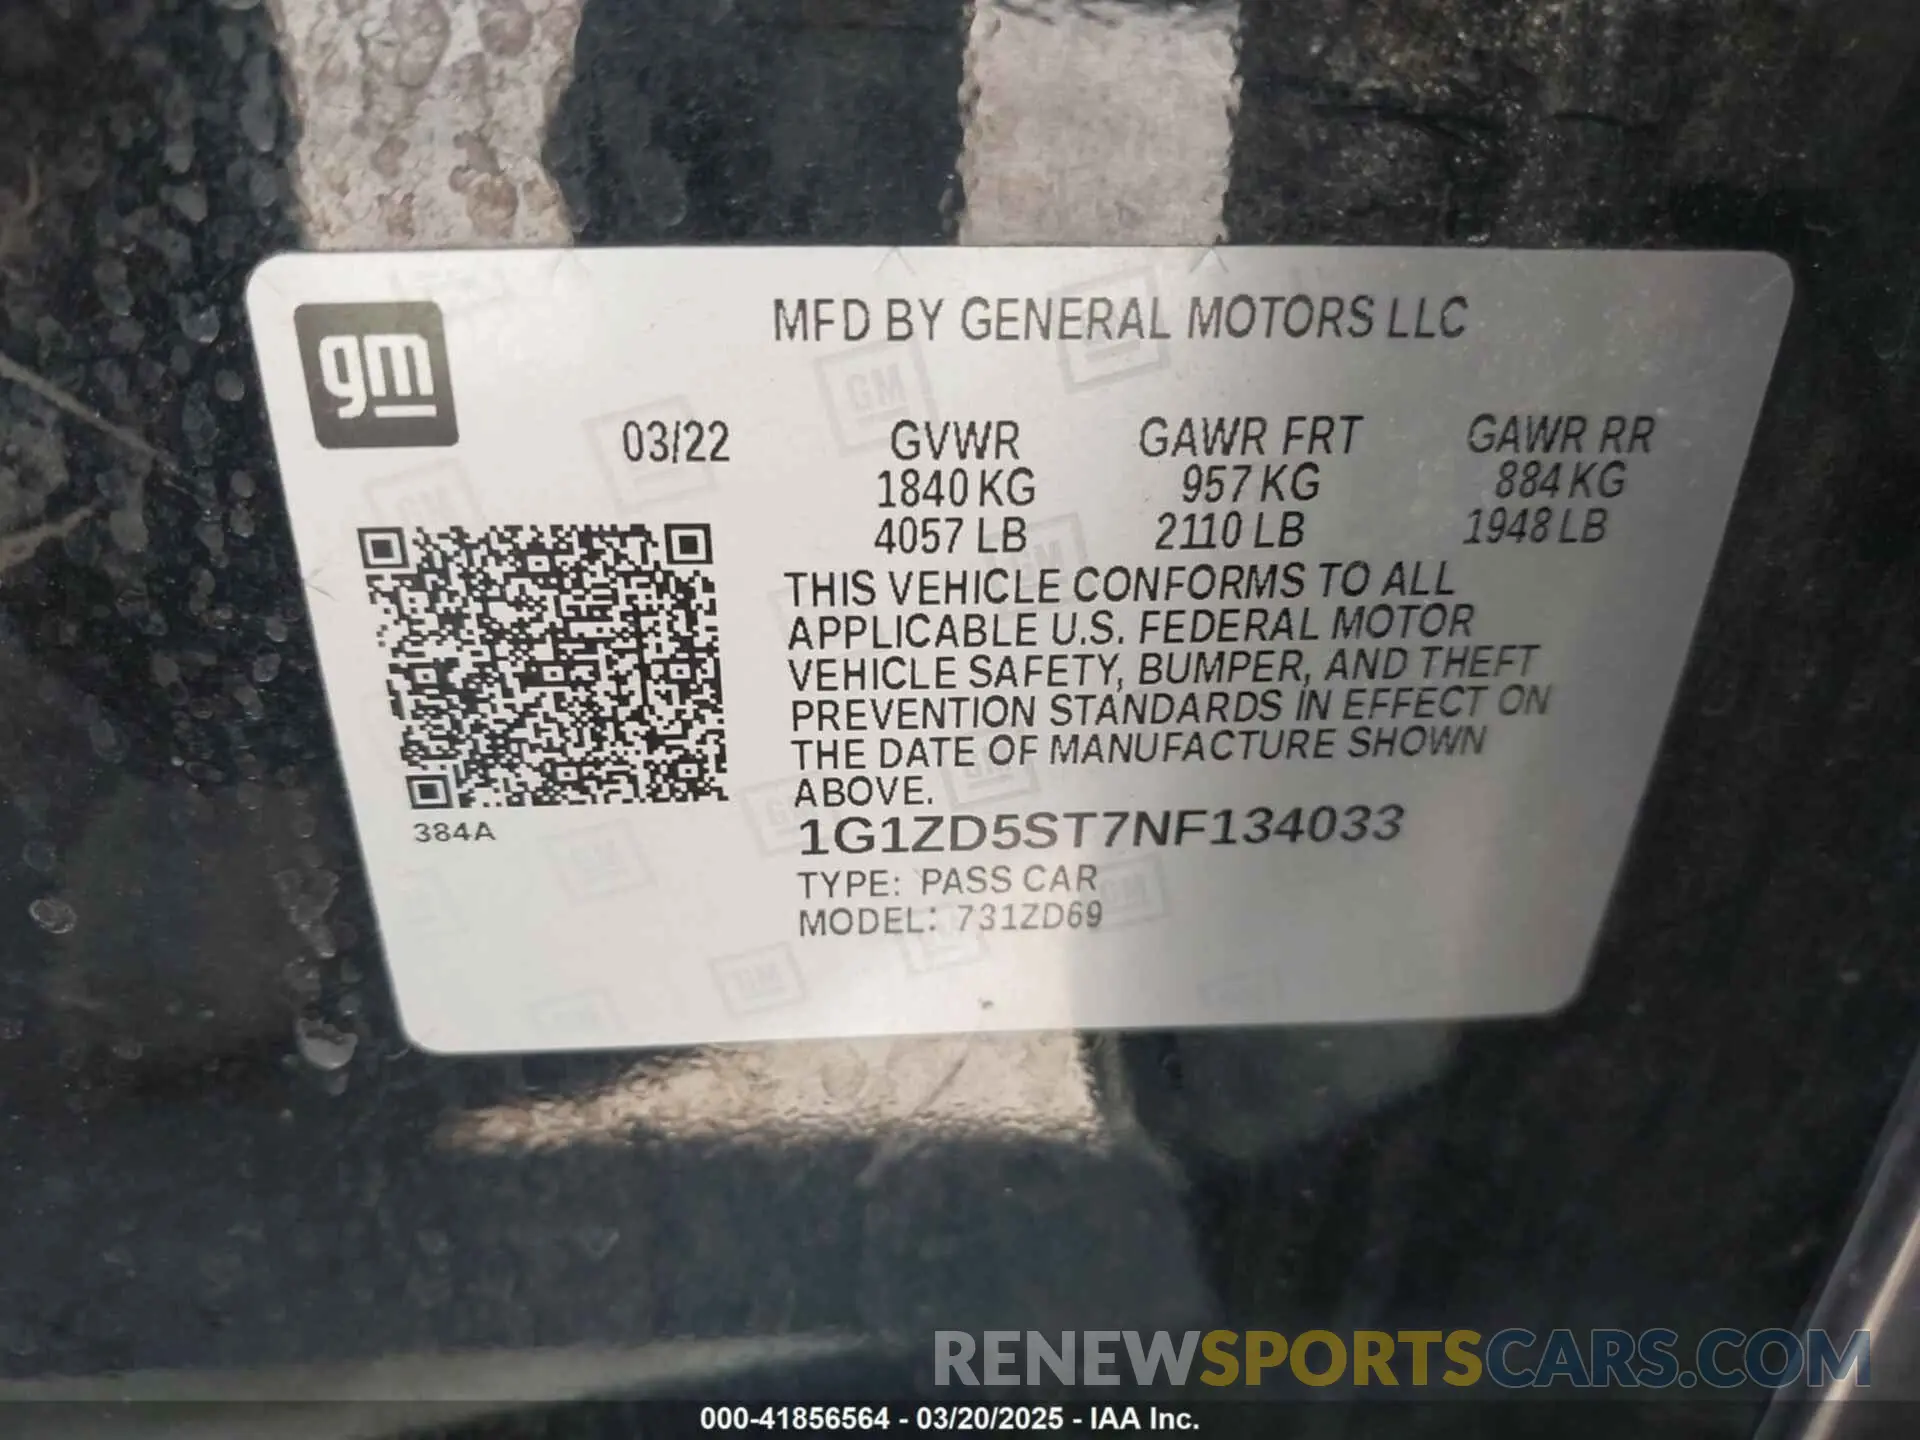 gm
MFD BY GENERAL MOTORS LLC
03/22 GVWR GAWR FRT GAWR RR
1840 KG 957 KG 884 KG
4057 LB 2110 LB 1948 LB
THIS VEHICLE CONFORMS TO ALL
APPLICABLE U.S. FEDERAL MOTOR
VEHICLE SAFETY, BUMPER, AND THEFT
PREVENTION STANDARDS IN EFFECT ON
THE DATE OF MANUFACTURE SHOWN
ABOVE.
384A
1G1ZD5ST7NF134033
TYPE: PASS CAR
MODEL: 731ZD69
RENEWSPORTSCARS.COM
000-41856564 - 03/20/2025 - IAA Inc.